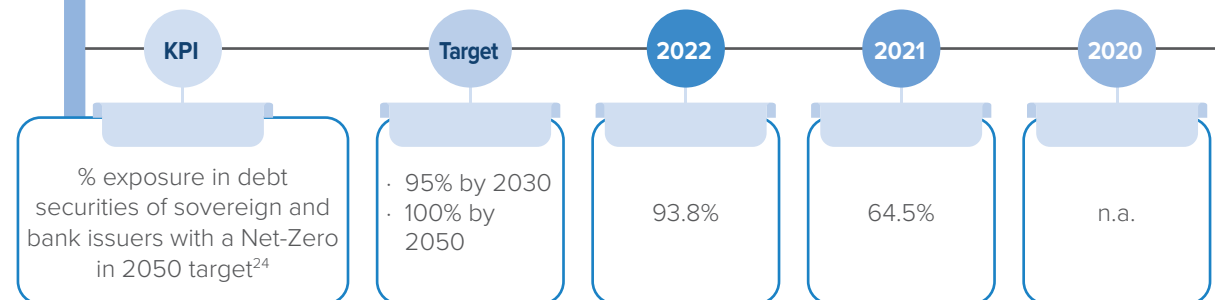 KPI
Target
2022
2021
2020
% exposure in debt
securities of sovereign and
bank issuers with a Net-Zero
in 2050 target24
· 95% by 2030
· 100% by
2050
93.8%
64.5%
n.a.